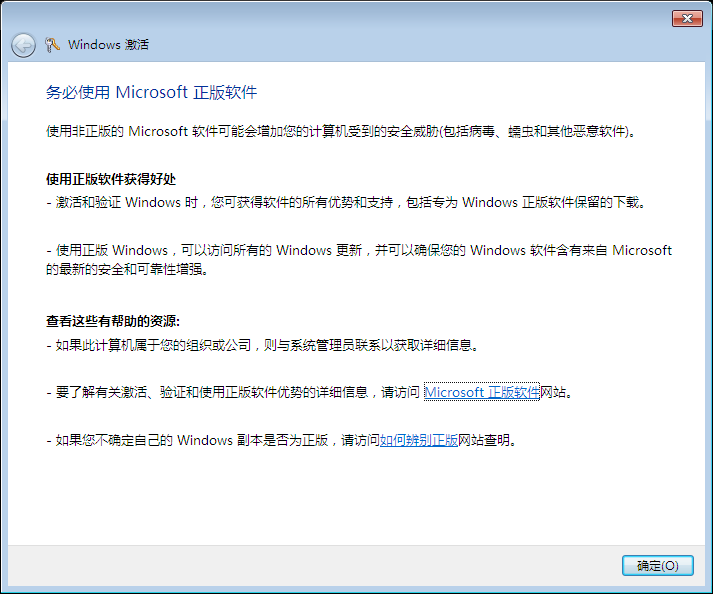 Windows 激活
务必使用 Microsoft 正版软件
使用非正版的 Microsoft 软件可能会增加您的计算机受到的安全威胁(包括病毒、蠕虫和其他恶意软件)。
使用正版软件获得好处
- 激活和验证 Windows 时，您可获得软件的所有优势和支持，包括专为 Windows 正版软件保留的下载。
- 使用正版 Windows，可以访问所有的 Windows 更新，并可以确保您的 Windows 软件含有来自 Microsoft
的最新的安全和可靠性增强。
查看这些有帮助的资源:
- 如果此计算机属于您的组织或公司，则与系统管理员联系以获取详细信息。
- 要了解有关激活、验证和使用正版软件优势的详细信息，请访问 Microsoft 正版软件网站。
- 如果您不确定自己的 Windows 副本是否为正版，请访问如何辨别正版网站查明。
确定(O)